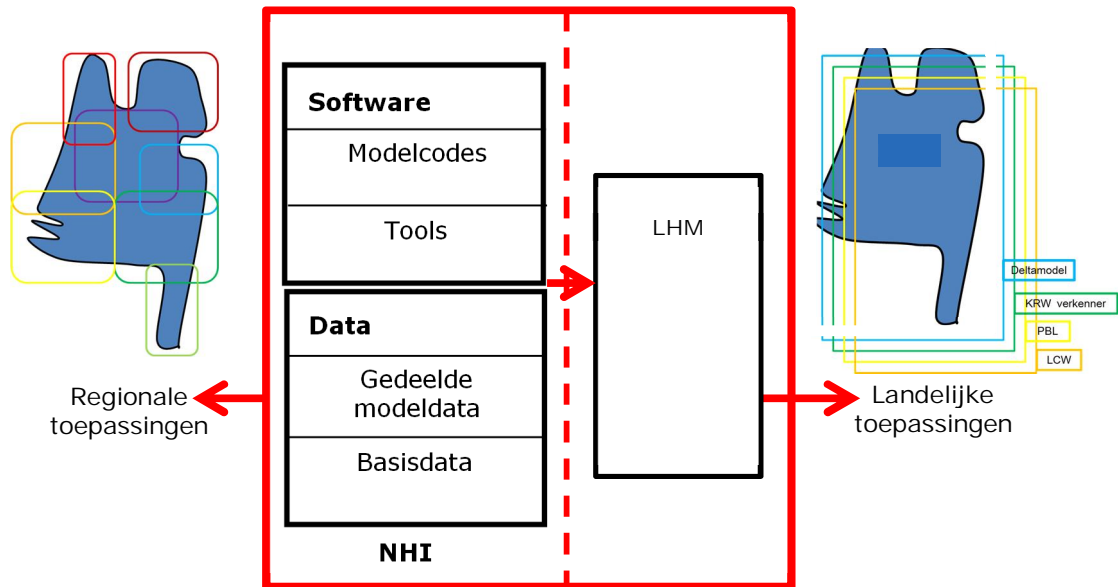 Software
Modelcodes
Tools
Data
Gedeelde
modeldata
Basisdata
NHI
LHM
Regionale
toepassingen
Deltamodel
KRW verkenner
PBL
LCW
Landelijke
toepassingen